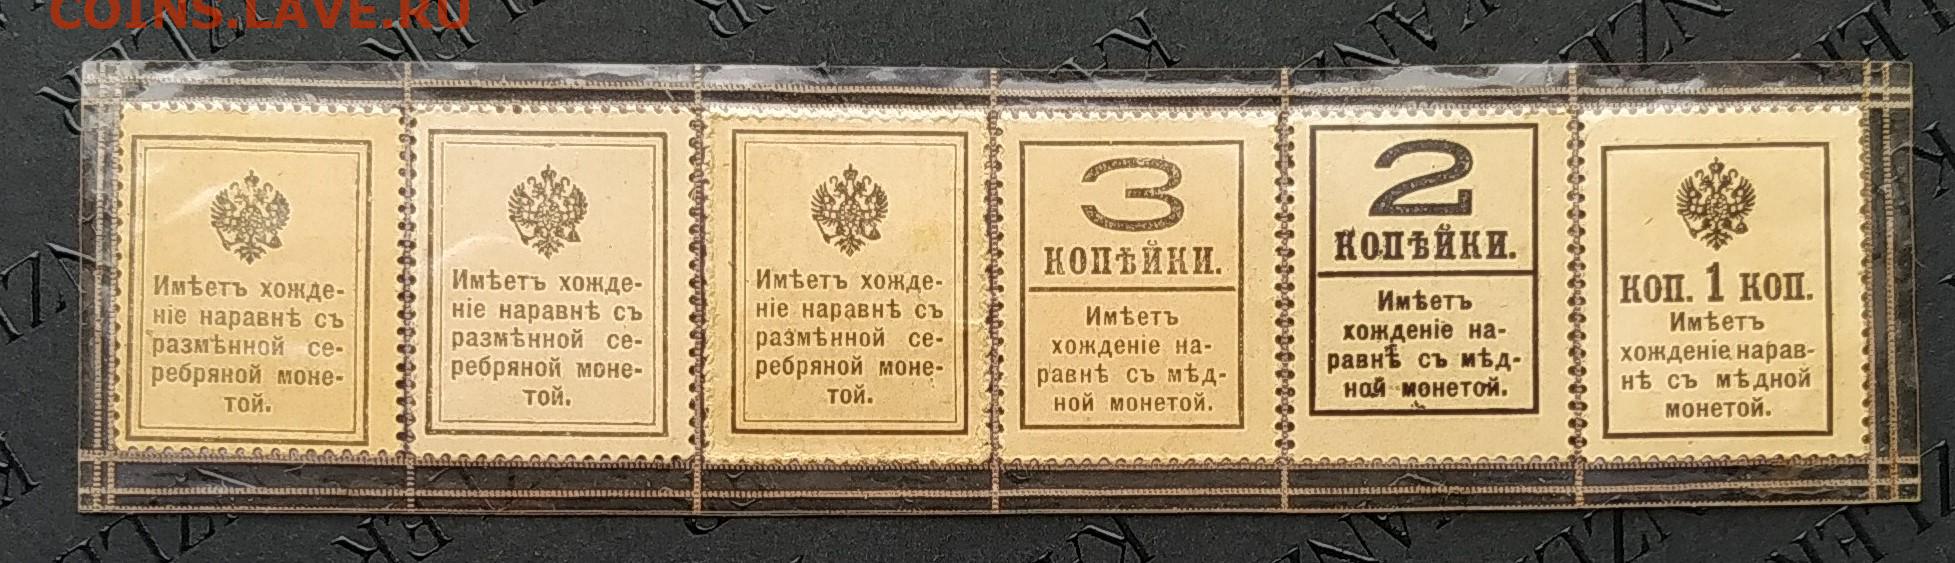 COINS.LAVE.RU
Имѣетъ хожде-
ніе наравнѣ съ
размѣнной се-
ребряной моне-
той.
Имѣетъ хожде-
ніе наравнѣ съ
размѣнной се-
ребряной моне-
той.
Имѣетъ хожде-
ніе наравнѣ съ
размѣнной се-
ребряной моне-
той.
3
КОПѢЙКИ.
Имѣетъ
хожденіе на-
равнѣ съ мѣд-
ной монетой.
2
КОПѢЙКИ.
Имѣетъ
хожденіе на-
равнѣ съ мѣд-
ной монетой.
КОП. 1 КОП.
Имѣетъ
хожденіе нарав-
нѣ съ мѣдной
монетой.